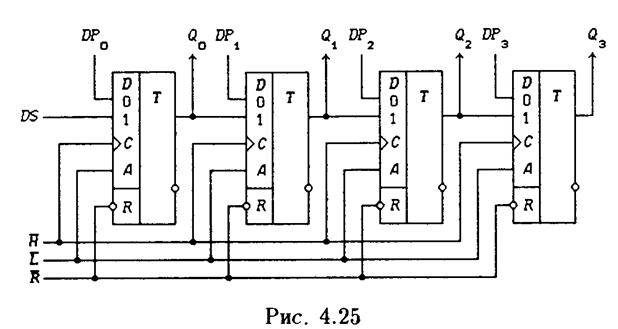 DP₀ Q₀ DP₁ Q₁ DP₂ Q₂ DP₃ Q₃
D D D D
0 T 0 T 0 T 0 T
DS 1 1 1 1
C C C C
A A A A
R R R R
H̅
L̅
R̅
Рис. 4.25